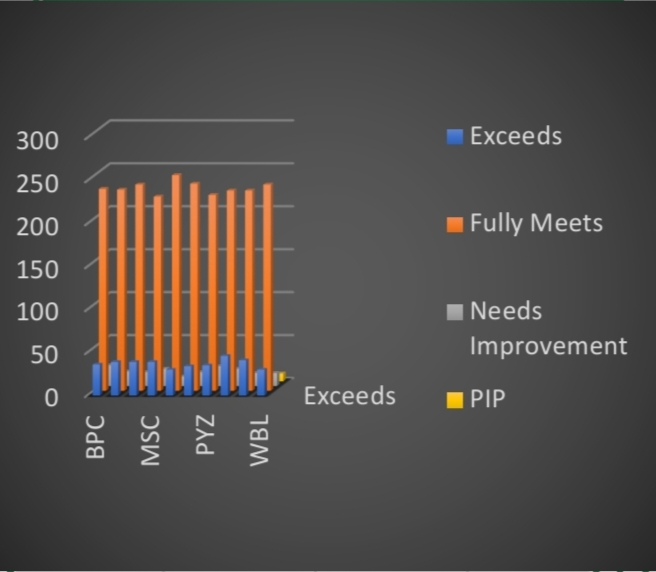 300
250
200
150
100
50
0
BPC
MSC
PYZ
WBL
Exceeds
Exceeds
Fully Meets
Needs
Improvement
PIP